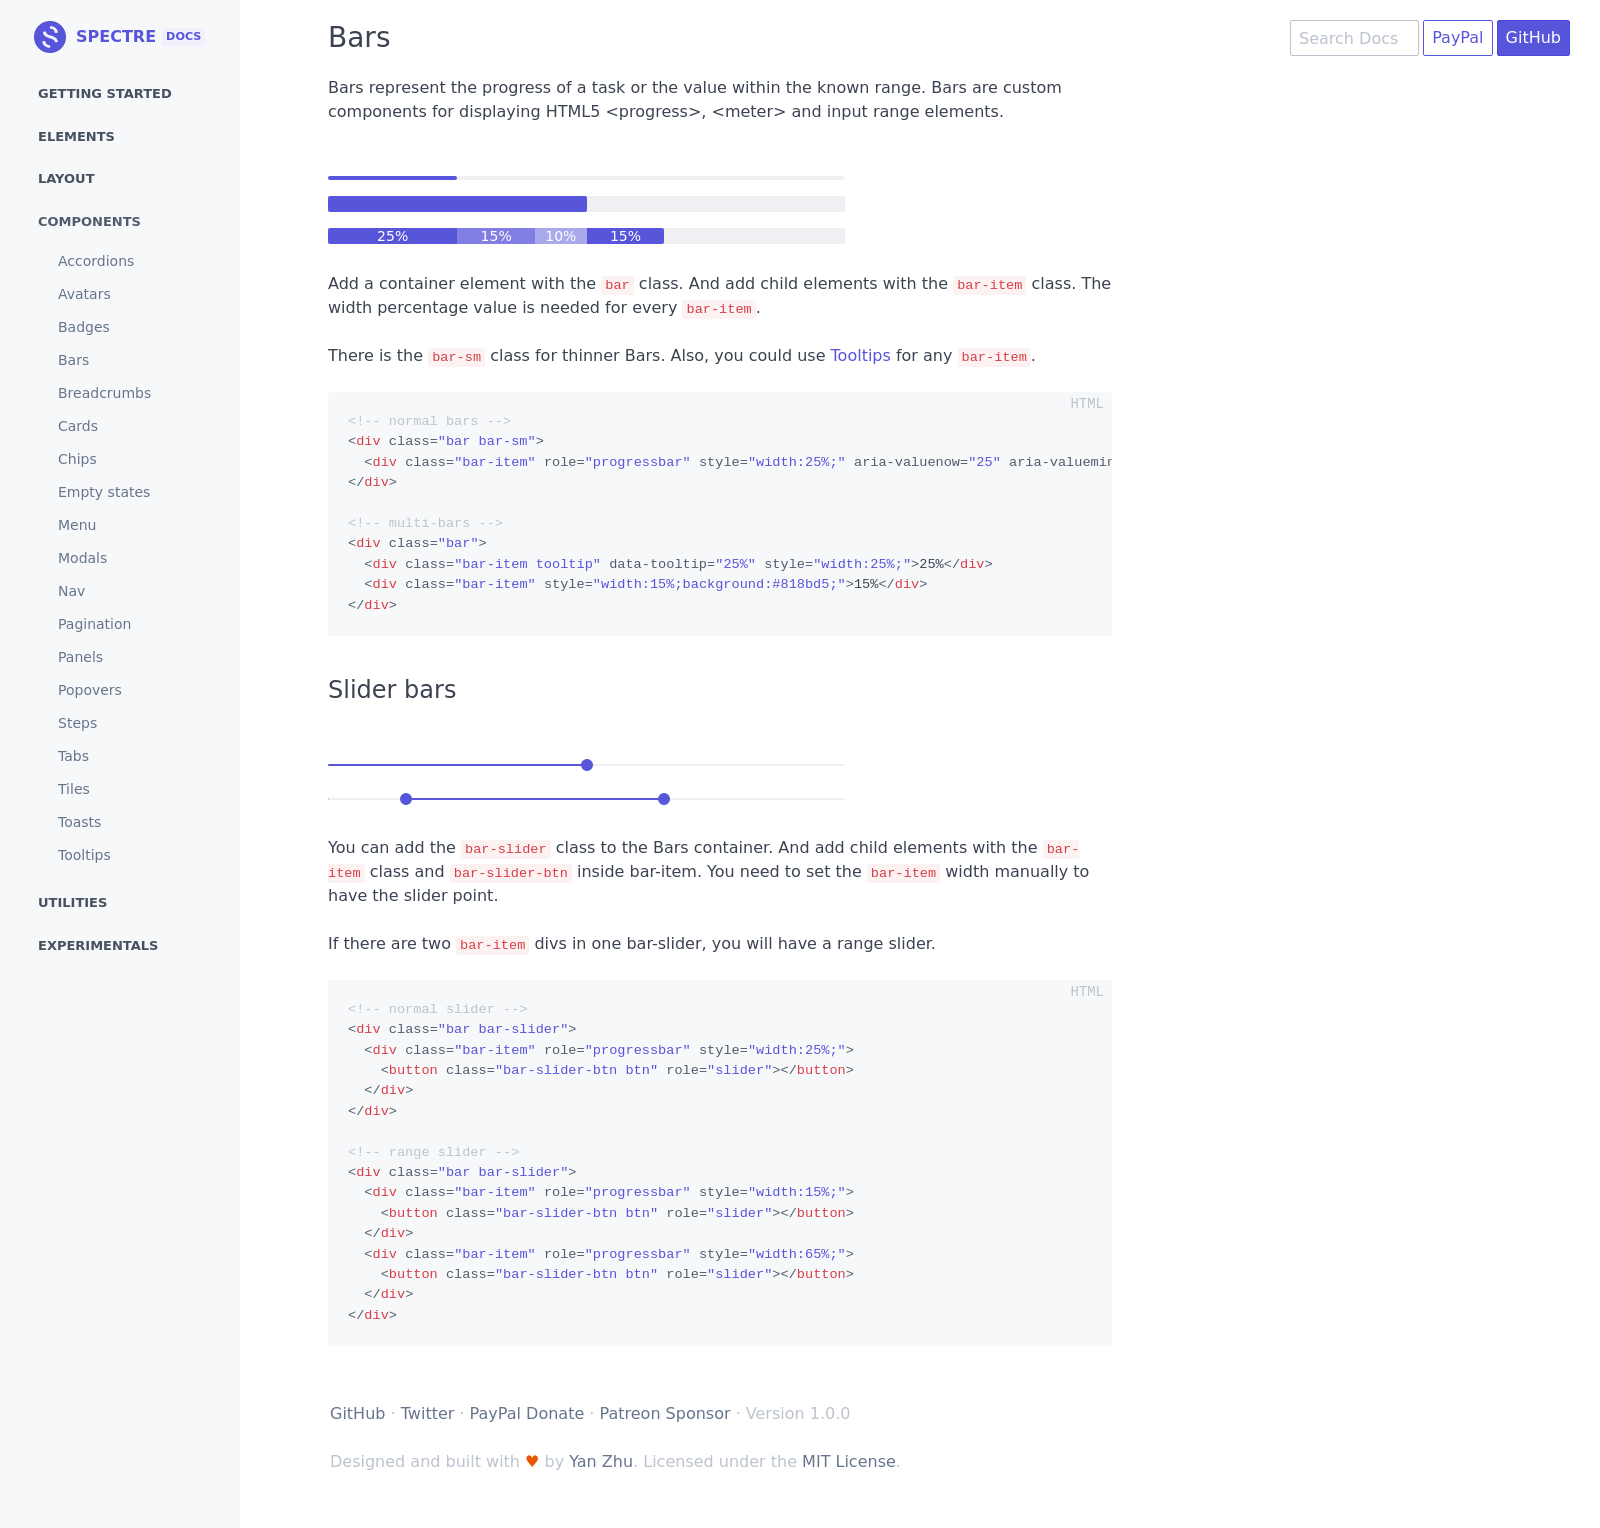 SPECTRE DOCS
GETTING STARTED
ELEMENTS
LAYOUT
COMPONENTS
Accordions
Avatars
Badges
Bars
Breadcrumbs
Cards
Chips
Empty states
Menu
Modals
Nav
Pagination
Panels
Popovers
Steps
Tabs
Tiles
Toasts
Tooltips
UTILITIES
EXPERIMENTALS
Bars
Search Docs PayPal GitHub
Bars represent the progress of a task or the value within the known range. Bars are custom
components for displaying HTML5 <progress>, <meter> and input range elements.
25% 15% 10% 15%
Add a container element with the bar class. And add child elements with the bar-item class. The
width percentage value is needed for every bar-item.
There is the bar-sm class for thinner Bars. Also, you could use Tooltips for any bar-item.
HTML
<!-- normal bars -->
<div class="bar bar-sm">
  <div class="bar-item" role="progressbar" style="width:25%;" aria-valuenow="25" aria-valuemin
</div>
<!-- multi-bars -->
<div class="bar">
  <div class="bar-item tooltip" data-tooltip="25%" style="width:25%;">25%</div>
  <div class="bar-item" style="width:15%;background:#818bd5;">15%</div>
</div>
Slider bars
You can add the bar-slider class to the Bars container. And add child elements with the bar-
item class and bar-slider-btn inside bar-item. You need to set the bar-item width manually to
have the slider point.
If there are two bar-item divs in one bar-slider, you will have a range slider.
HTML
<!-- normal slider -->
<div class="bar bar-slider">
  <div class="bar-item" role="progressbar" style="width:25%;">
    <button class="bar-slider-btn btn" role="slider"></button>
  </div>
</div>
<!-- range slider -->
<div class="bar bar-slider">
  <div class="bar-item" role="progressbar" style="width:15%;">
    <button class="bar-slider-btn btn" role="slider"></button>
  </div>
  <div class="bar-item" role="progressbar" style="width:65%;">
    <button class="bar-slider-btn btn" role="slider"></button>
  </div>
</div>
GitHub · Twitter · PayPal Donate · Patreon Sponsor · Version 1.0.0
Designed and built with ♥ by Yan Zhu. Licensed under the MIT License.